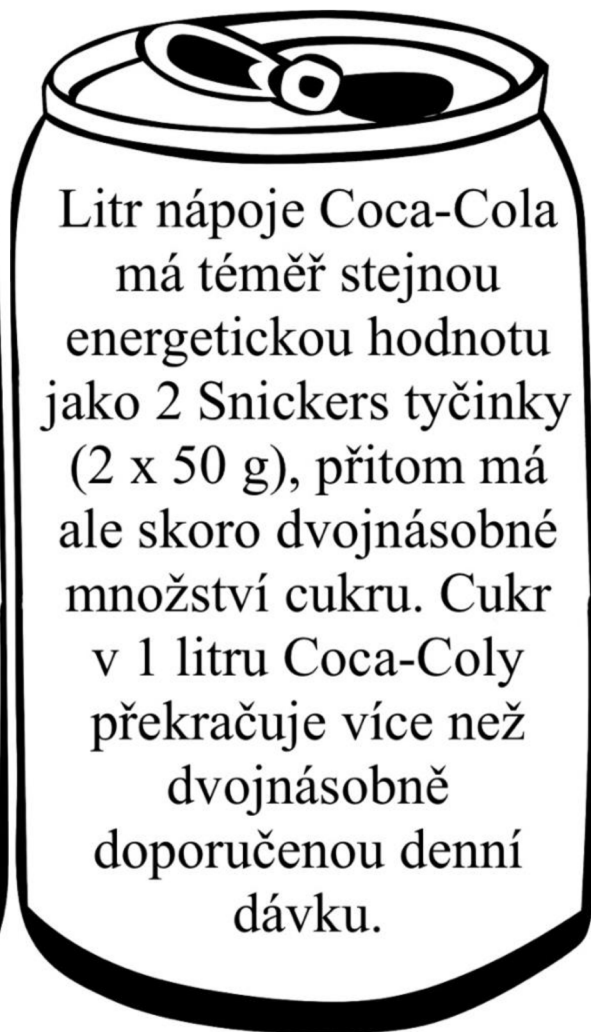 Litr nápoje Coca-Cola
má téměř stejnou
energetickou hodnotu
jako 2 Snickers tyčinky
(2 x 50 g), přitom má
ale skoro dvojnásobné
množství cukru. Cukr
v 1 litru Coca-Coly
překračuje více než
dvojnásobně
doporučenou denní
dávku.